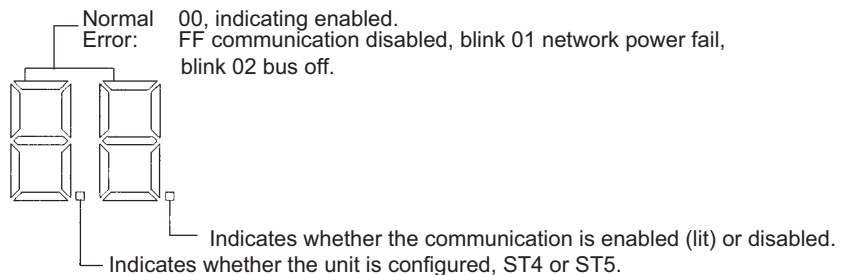 Normal 00, indicating enabled.
Error: FF communication disabled, blink 01 network power fail,
blink 02 bus off.
Indicates whether the communication is enabled (lit) or disabled.
Indicates whether the unit is configured, ST4 or ST5.